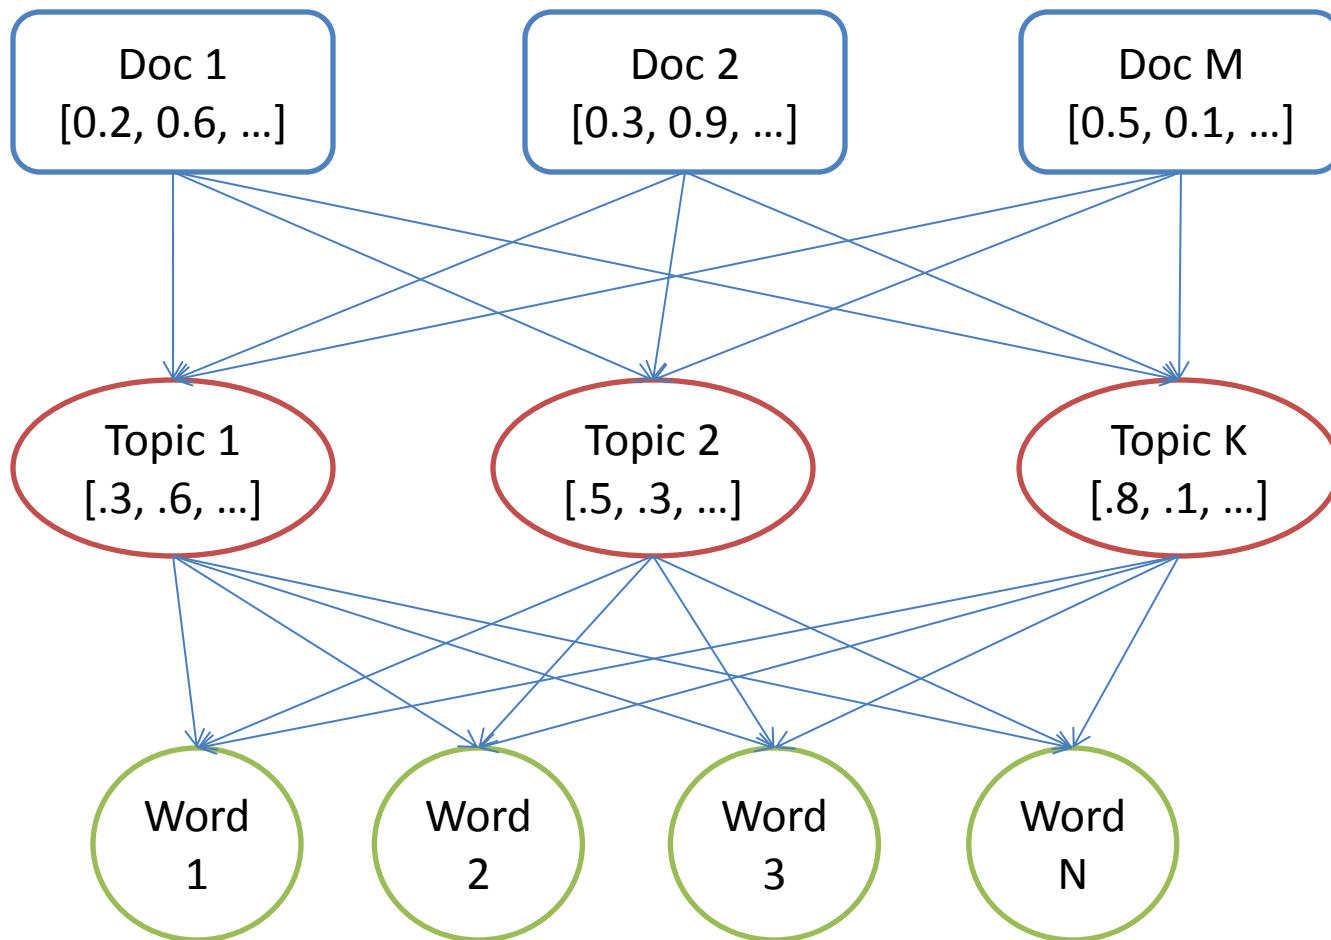 Doc 1
[0.2, 0.6, …]
Doc 2
[0.3, 0.9, …]
Doc M
[0.5, 0.1, …]
Topic 1
[.3, .6, …]
Topic 2
[.5, .3, …]
Topic K
[.8, .1, …]
Word
1
Word
2
Word
3
Word
N